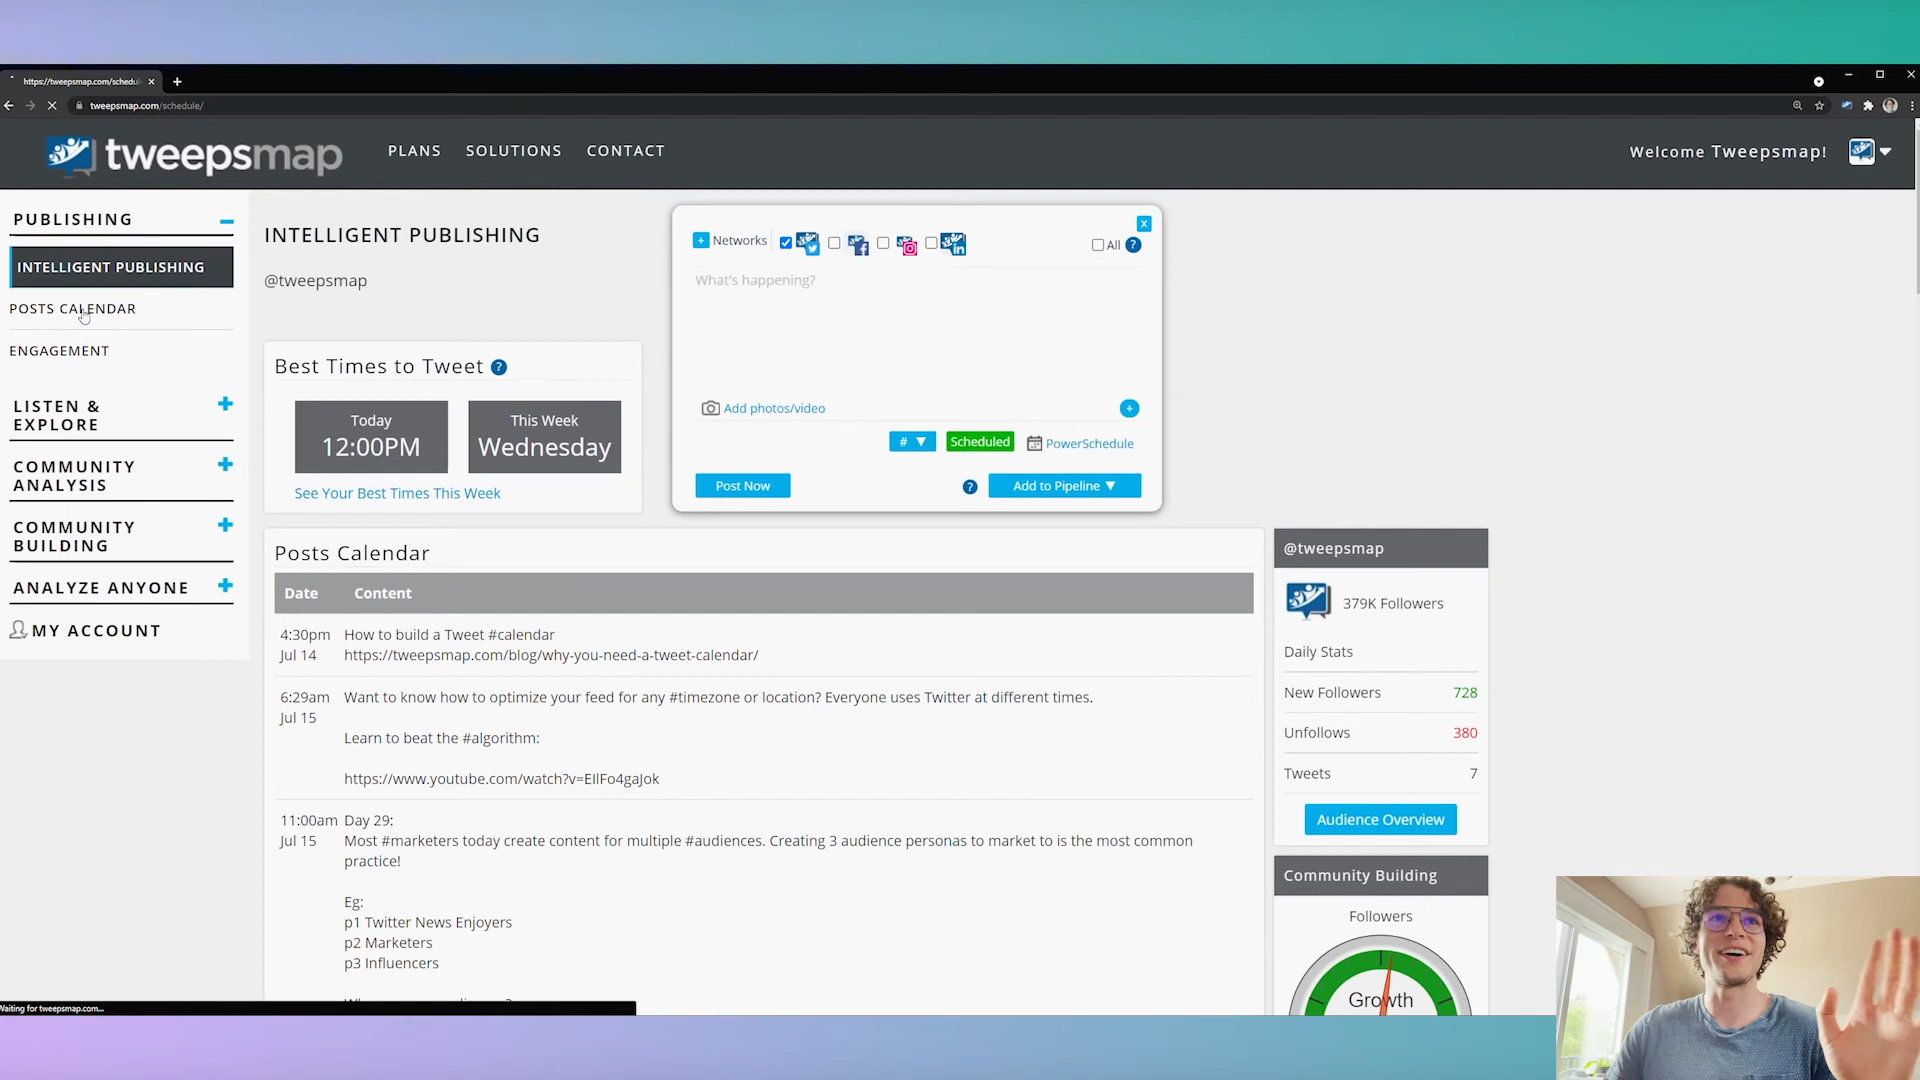 https://tweepsmap.com/schedu
tweepsmap.com/schedule/
tweepsmap
PLANS
SOLUTIONS
CONTACT
Welcome Tweepsmap!
PUBLISHING
INTELLIGENT PUBLISHING
POSTS CALENDAR
ENGAGEMENT
LISTEN &
EXPLORE
COMMUNITY
ANALYSIS
COMMUNITY
BUILDING
ANALYZE ANYONE
MY ACCOUNT
INTELLIGENT PUBLISHING
@tweepsmap
Best Times to Tweet ?
Today
12:00PM
This Week
Wednesday
See Your Best Times This Week
x
+ Networks
All ?
What's happening?
Add photos/video
+
# ▼
Scheduled
PowerSchedule
Post Now
?
Add to Pipeline ▼
Posts Calendar
Date Content
4:30pm How to build a Tweet #calendar
Jul 14 https://tweepsmap.com/blog/why-you-need-a-tweet-calendar/
6:29am Want to know how to optimize your feed for any #timezone or location? Everyone uses Twitter at different times.
Jul 15
Learn to beat the #algorithm:
https://www.youtube.com/watch?v=EIlFo4gaJok
11:00am Day 29:
Jul 15 Most #marketers today create content for multiple #audiences. Creating 3 audience personas to market to is the most common
practice!
Eg:
p1 Twitter News Enjoyers
p2 Marketers
p3 Influencers
@tweepsmap
379K Followers
Daily Stats
New Followers 728
Unfollows 380
Tweets 7
Audience Overview
Community Building
Followers
Growth
Waiting for tweepsmap.com...